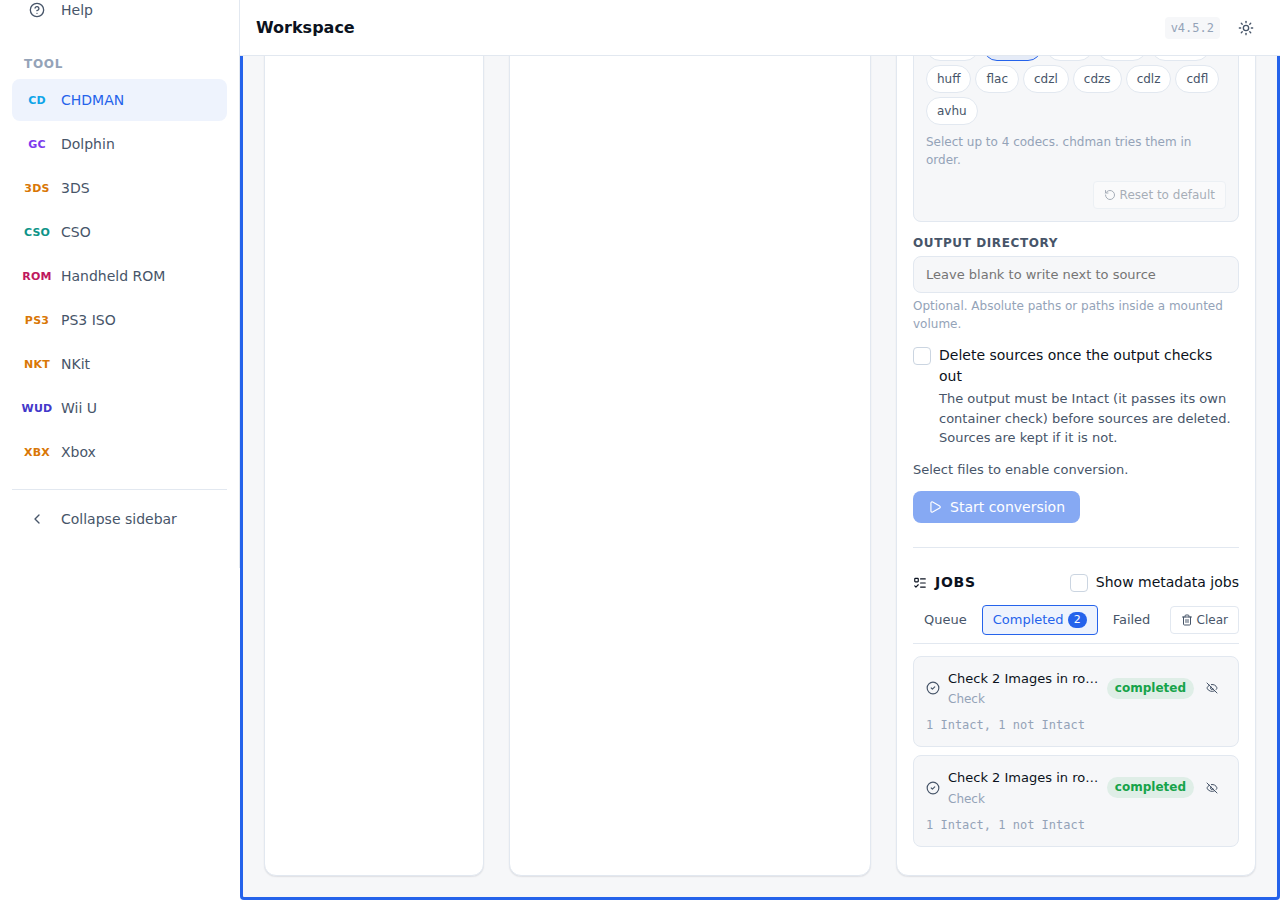 Help
TOOL
CD CHDMAN
GC Dolphin
3DS 3DS
CSO CSO
ROM Handheld ROM
PS3 PS3 ISO
NKT NKit
WUD Wii U
XBX Xbox
Collapse sidebar
Workspace
v4.5.2
huff flac cdzl cdzs cdlz cdfl
avhu
Select up to 4 codecs. chdman tries them in
order.
Reset to default
OUTPUT DIRECTORY
Leave blank to write next to source
Optional. Absolute paths or paths inside a mounted
volume.
Delete sources once the output checks
out
The output must be Intact (it passes its own
container check) before sources are deleted.
Sources are kept if it is not.
Select files to enable conversion.
Start conversion
JOBS Show metadata jobs
Queue Completed 2 Failed Clear
Check 2 Images in ro... completed
Check
1 Intact, 1 not Intact
Check 2 Images in ro... completed
Check
1 Intact, 1 not Intact